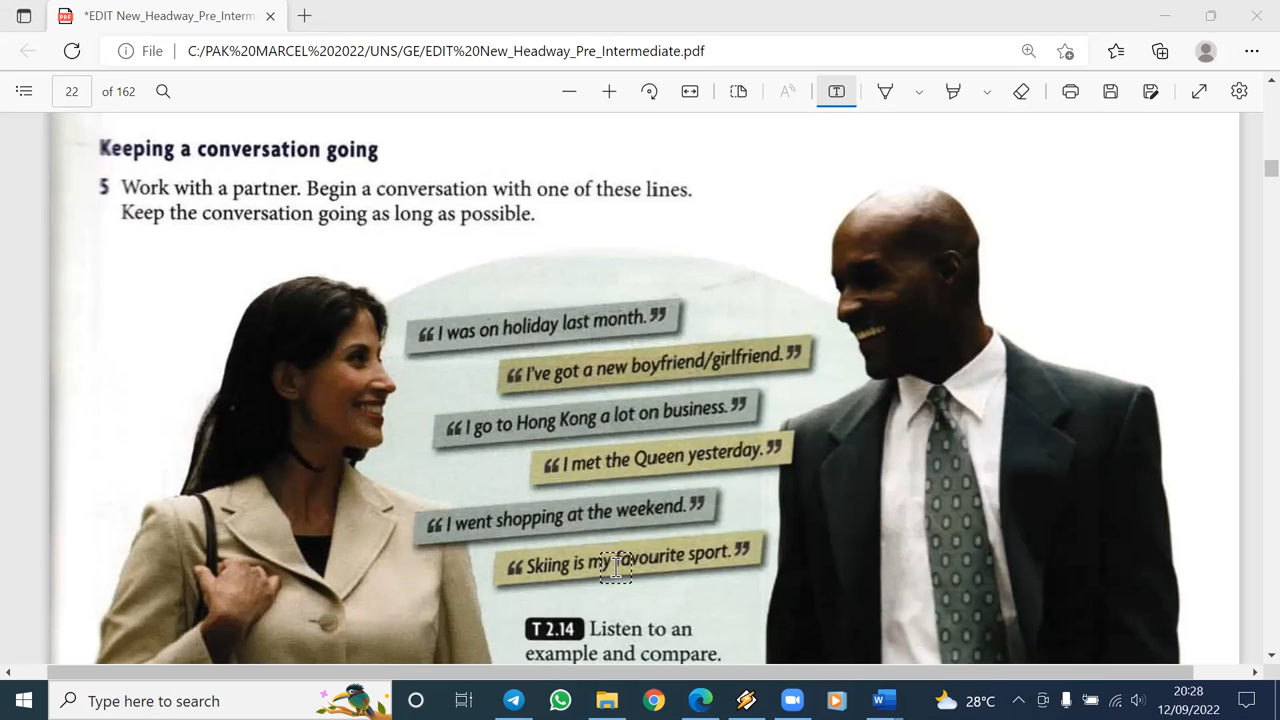 *EDIT New_Headway_Pre_Interm
File C:/PAK%20MARCEL%202022/UNS/GE/EDIT%20New_Headway_Pre_Intermediate.pdf
22 of 162
Keeping a conversation going
5 Work with a partner. Begin a conversation with one of these lines.
Keep the conversation going as long as possible.
“I was on holiday last month.”
“I've got a new boyfriend/girlfriend.”
“I go to Hong Kong a lot on business.”
“I met the Queen yesterday.”
“I went shopping at the weekend.”
“Skiing is my favourite sport.”
T 2.14 Listen to an
example and compare.
Type here to search
28°C
20:28
12/09/2022